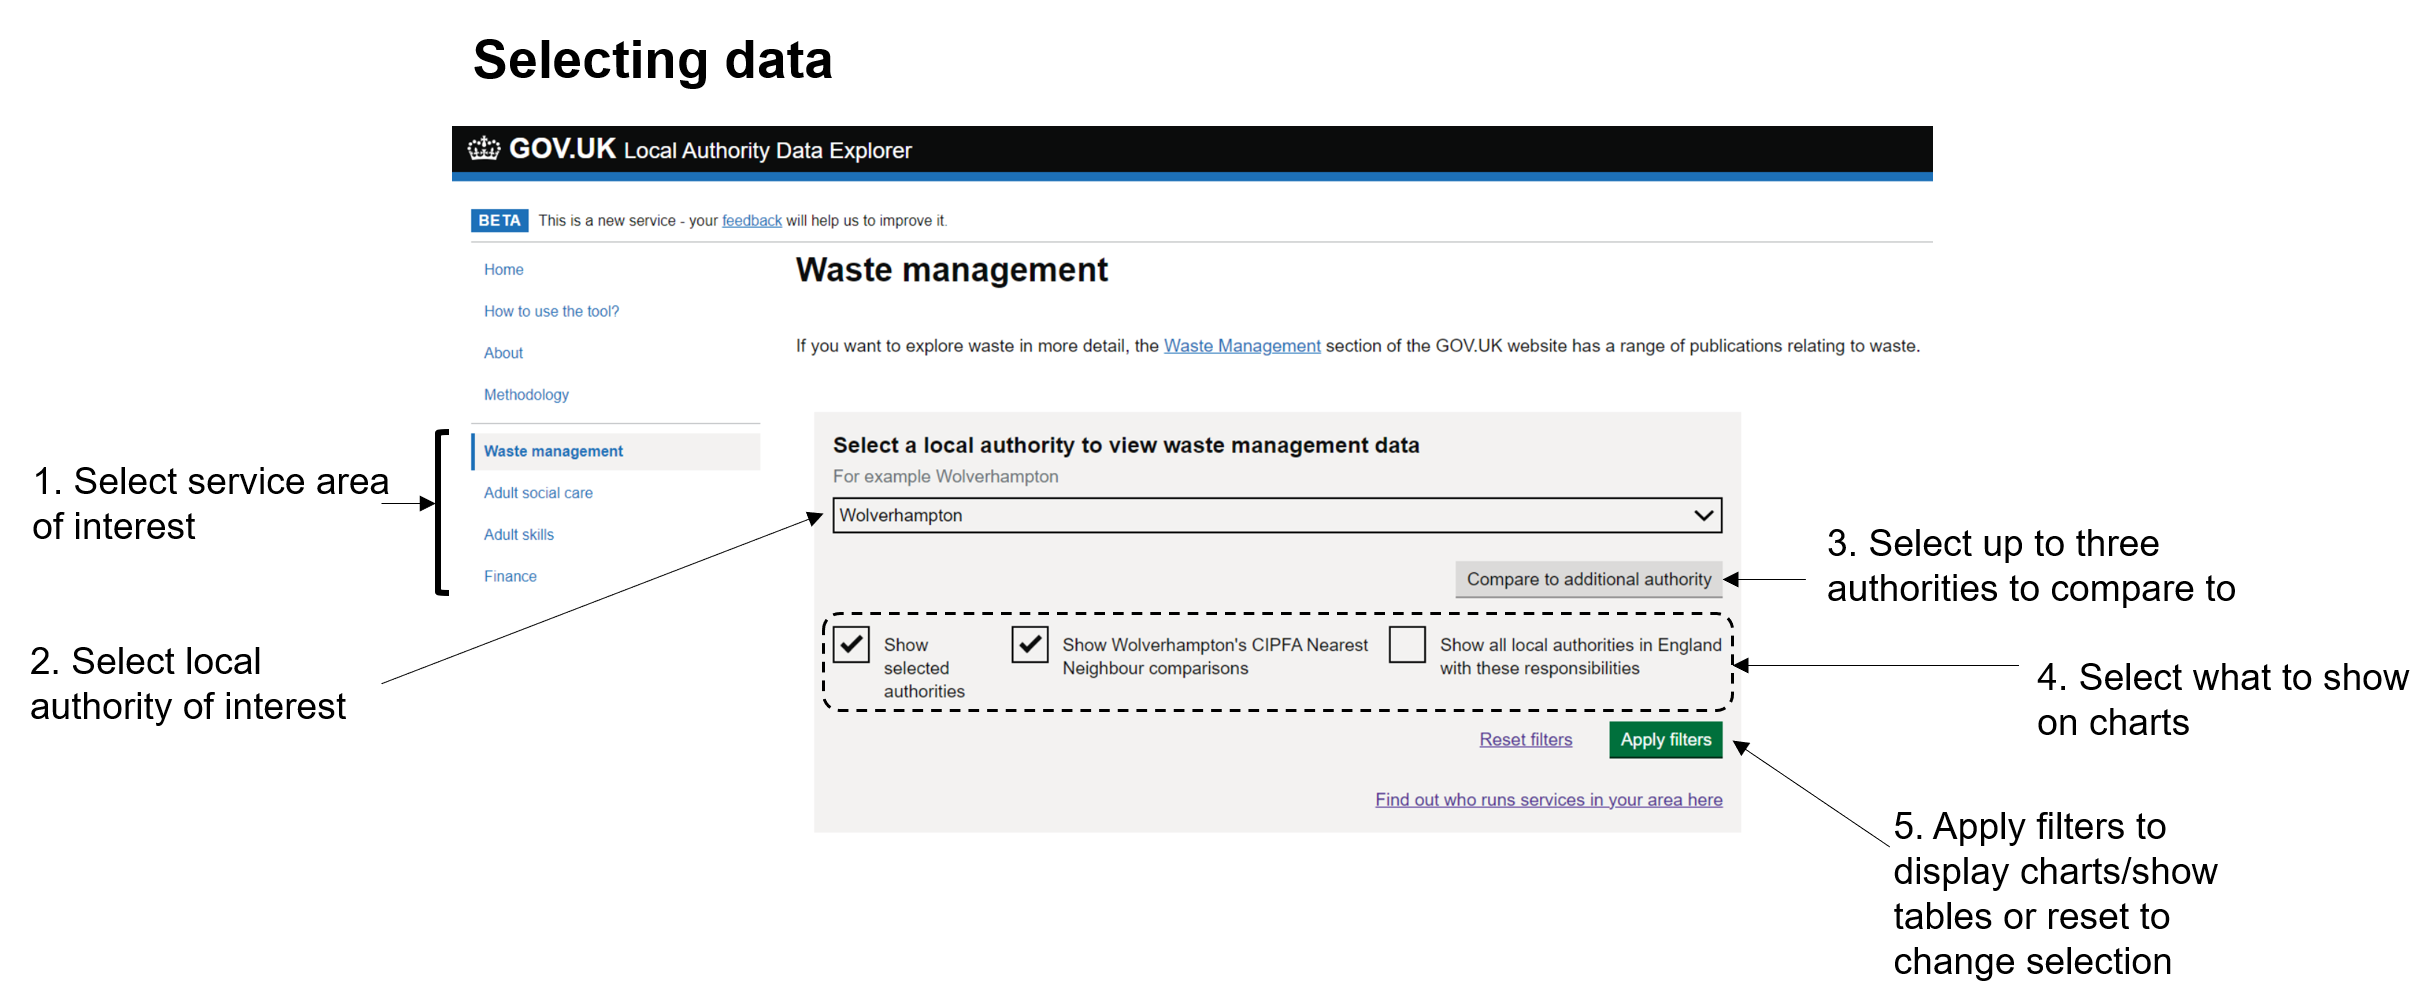 Selecting data
GOV.UK Local Authority Data Explorer
BETA This is a new service - your feedback will help us to improve it.
Home
How to use the tool?
About
Methodology
Waste management
Adult social care
Adult skills
Finance
Waste management
If you want to explore waste in more detail, the Waste Management section of the GOV.UK website has a range of publications relating to waste.
Select a local authority to view waste management data
For example Wolverhampton
Wolverhampton
Compare to additional authority
Show
selected
authorities
Show Wolverhampton's CIPFA Nearest
Neighbour comparisons
Show all local authorities in England
with these responsibilities
Reset filters
Apply filters
Find out who runs services in your area here
1. Select service area
of interest
2. Select local
authority of interest
3. Select up to three
authorities to compare to
4. Select what to show
on charts
5. Apply filters to
display charts/show
tables or reset to
change selection